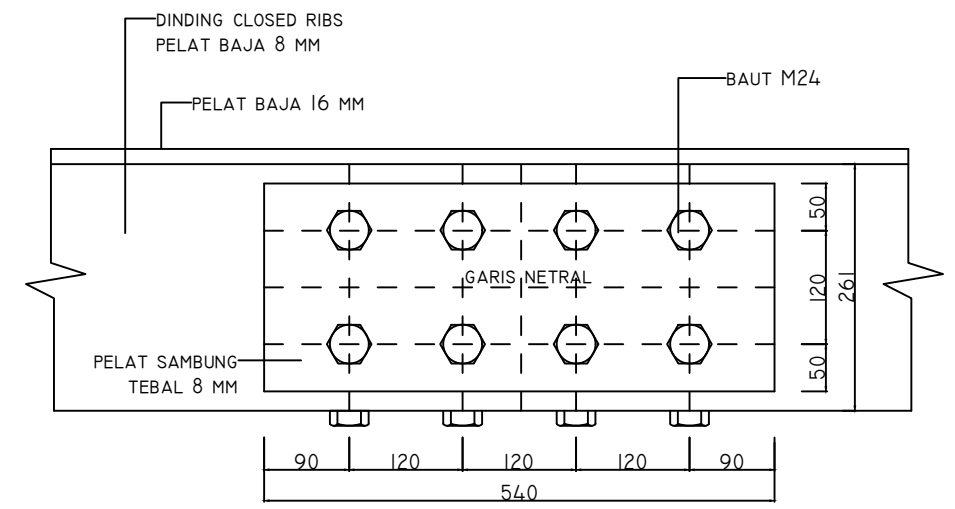 DINDING CLOSED RIBS
PELAT BAJA 8 MM
PELAT BAJA 16 MM
BAUT M24
50
GARIS NETRAL
120
261
PELAT SAMBUNG
TEBAL 8 MM
50
90 120 120 120 90
540